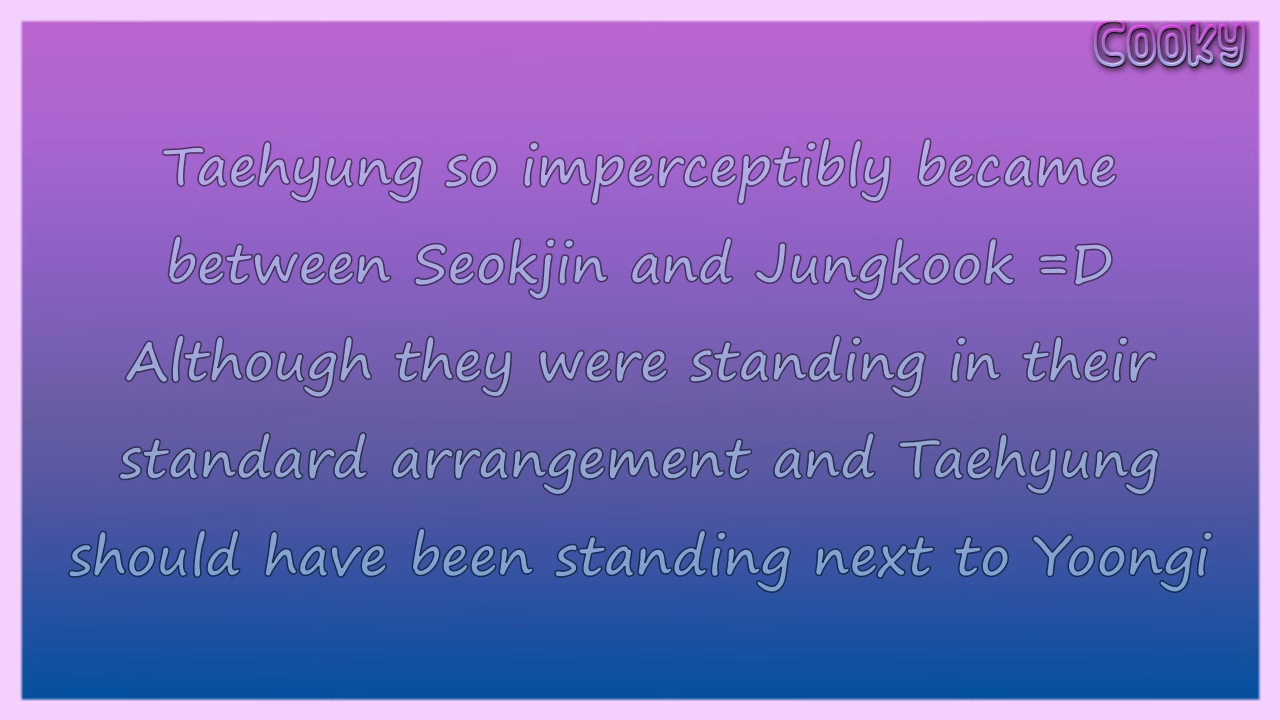 Cooky
Taehyung so imperceptibly became
between Seokjin and Jungkook =D
Although they were standing in their
standard arrangement and Taehyung
should have been standing next to Yoongi